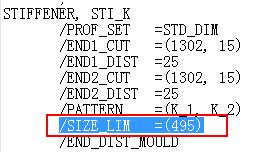 STIFFENER, STI_K
/PROF_SET =STD_DIM
/END1_CUT =(1302, 15)
/END1_DIST =25
/END2_CUT =(1302, 15)
/END2_DIST =25
/PATTERN =(K_1, K_2)
/SIZE_LIM =(495)
/END_DIST_MOULD